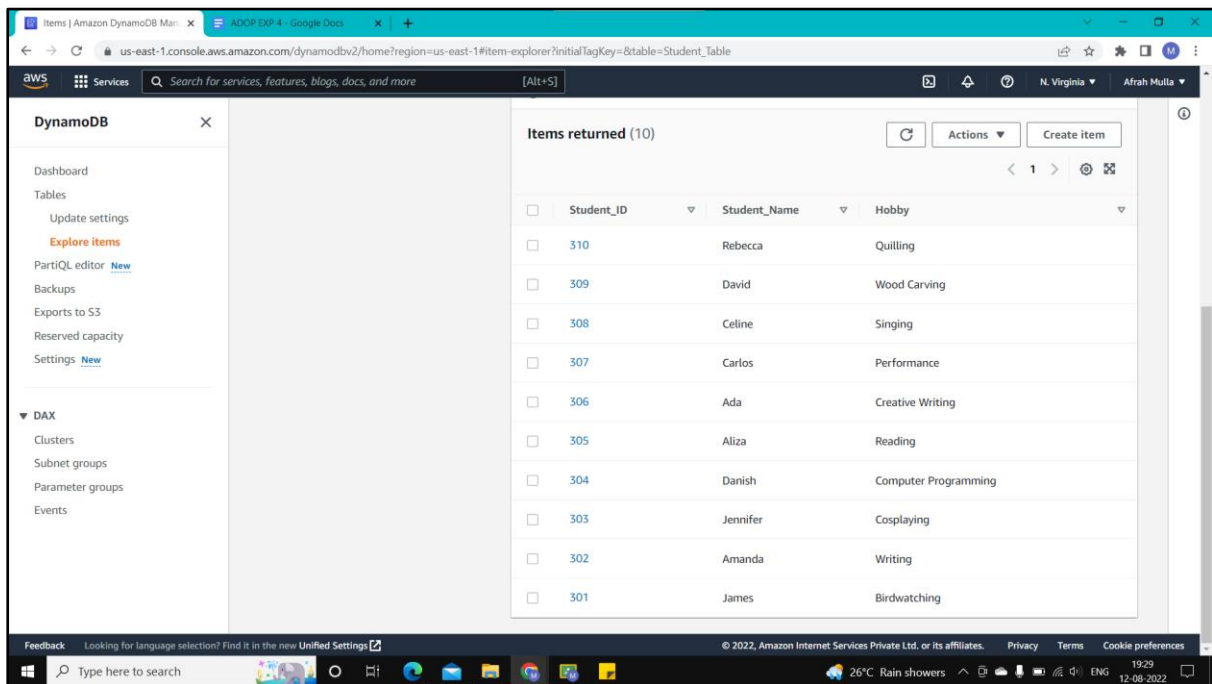 Items | Amazon DynamoDB Man
ADOP EXP 4 - Google Docs
us-east-1.console.aws.amazon.com/dynamodbv2/home?region=us-east-1#item-explorer?initialTagKey=&table=Student_Table
M
aws Services Search for services, features, blogs, docs, and more [Alt+S] N. Virginia ▼ Afrah Mulla ▼
DynamoDB
Dashboard
Tables
Update settings
Explore items
PartiQL editor New
Backups
Exports to S3
Reserved capacity
Settings New
▼ DAX
Clusters
Subnet groups
Parameter groups
Events
Items returned (10) Actions ▼ Create item
1
Student_ID Student_Name Hobby
310 Rebecca Quilling
309 David Wood Carving
308 Celine Singing
307 Carlos Performance
306 Ada Creative Writing
305 Aliza Reading
304 Danish Computer Programming
303 Jennifer Cosplaying
302 Amanda Writing
301 James Birdwatching
Feedback Looking for language selection? Find it in the new Unified Settings © 2022, Amazon Internet Services Private Ltd. or its affiliates. Privacy Terms Cookie preferences
Type here to search 26°C Rain showers ENG 19:29
12-08-2022